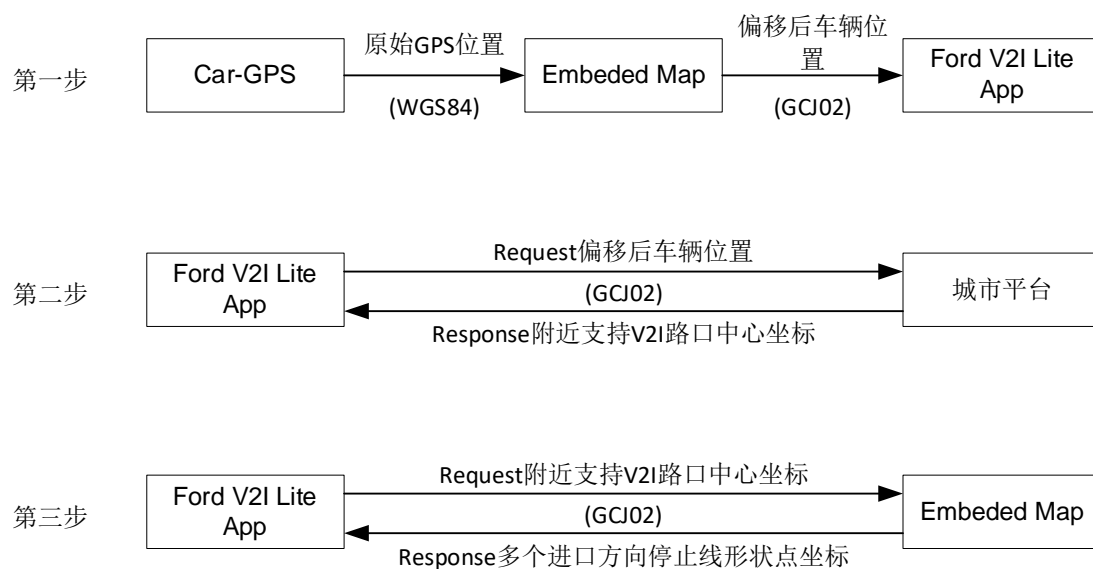 第一步
Car-GPS
原始GPS位置
(WGS84)
Embeded Map
偏移后车辆位
置
(GCJ02)
Ford V2I Lite
App
第二步
Ford V2I Lite
App
Request偏移后车辆位置
(GCJ02)
Response附近支持V2I路口中心坐标
城市平台
第三步
Ford V2I Lite
App
Request附近支持V2I路口中心坐标
(GCJ02)
Response多个进口方向停止线形状点坐标
Embeded Map